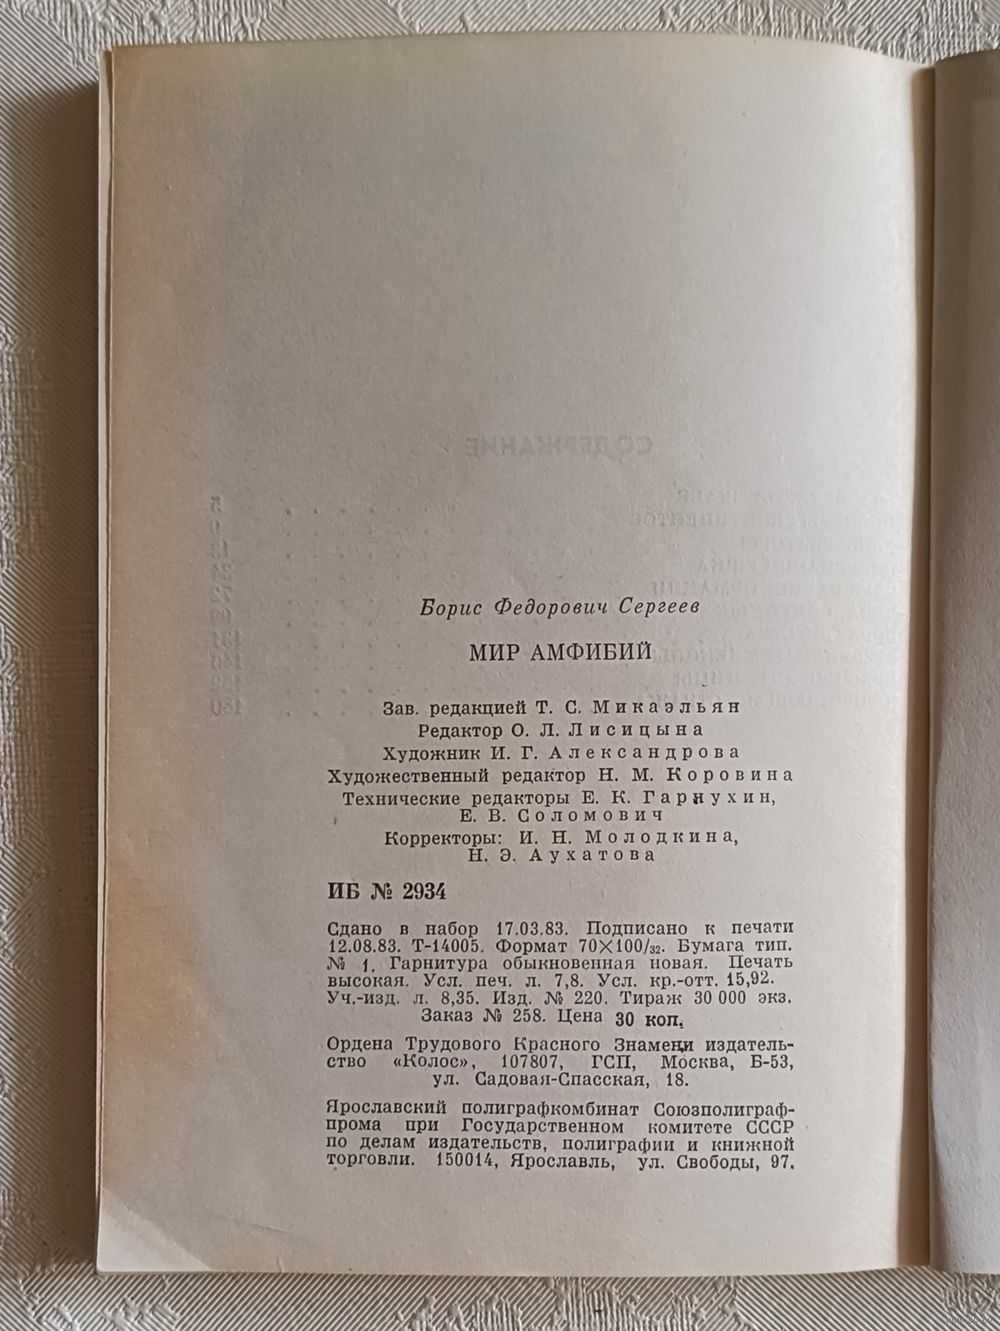 Борис Федорович Сергеев
МИР АМФИБИЙ
Зав. редакцией Т. С. Микаэльян
Редактор О. Л. Лисицына
Художник И. Г. Александрова
Художественный редактор Н. М. Коровина
Технические редакторы Е. К. Гарнухин,
Е. В. Соломович
Корректоры: И. Н. Молодкина,
Н. Э. Аухатова
ИБ № 2934
Сдано в набор 17.03.83. Подписано к печати
12.08.83. Т-14005. Формат 70×100/32. Бумага тип.
№ 1. Гарнитура обыкновенная новая. Печать
высокая. Усл. печ. л. 7,8. Усл. кр.-отт. 15,92.
Уч.-изд. л. 8,35. Изд. № 220. Тираж 30 000 экз.
Заказ № 258. Цена 30 коп.
Ордена Трудового Красного Знамени издатель-
ство «Колос», 107807, ГСП, Москва, Б-53,
ул. Садовая-Спасская, 18.
Ярославский полиграфкомбинат Союзполиграф-
прома при Государственном комитете СССР
по делам издательств, полиграфии и книжной
торговли. 150014, Ярославль, ул. Свободы, 97.